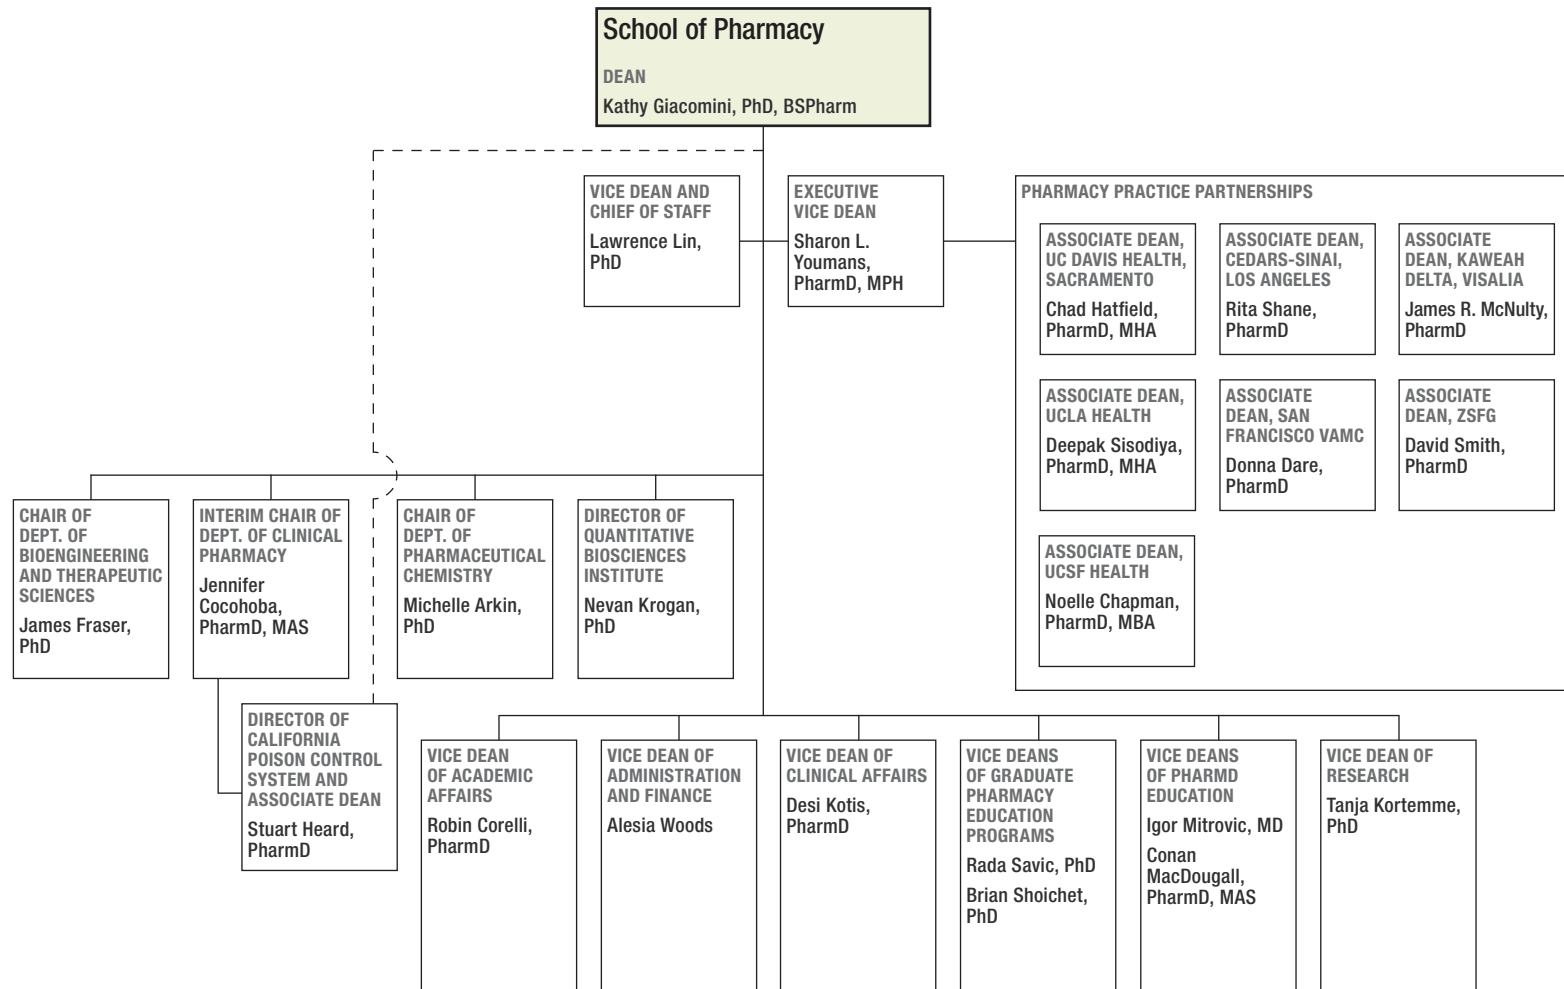 School of Pharmacy
DEAN
Kathy Giacomini, PhD, BSPharm
VICE DEAN AND
CHIEF OF STAFF
Lawrence Lin,
PhD
EXECUTIVE
VICE DEAN
Sharon L.
Youmans,
PharmD, MPH
PHARMACY PRACTICE PARTNERSHIPS
ASSOCIATE DEAN,
UC DAVIS HEALTH,
SACRAMENTO
Chad Hatfield,
PharmD, MHA
ASSOCIATE DEAN,
CEDARS-SINAI,
LOS ANGELES
Rita Shane,
PharmD
ASSOCIATE
DEAN, KAWEAH
DELTA, VISALIA
James R. McNulty,
PharmD
ASSOCIATE DEAN,
UCLA HEALTH
Deepak Sisodiya,
PharmD, MHA
ASSOCIATE
DEAN, SAN
FRANCISCO VAMC
Donna Dare,
PharmD
ASSOCIATE
DEAN, ZSFG
David Smith,
PharmD
ASSOCIATE DEAN,
UCSF HEALTH
Noelle Chapman,
PharmD, MBA
CHAIR OF
DEPT. OF
BIOENGINEERING
AND THERAPEUTIC
SCIENCES
James Fraser,
PhD
INTERIM CHAIR OF
DEPT. OF CLINICAL
PHARMACY
Jennifer
Cocohoba,
PharmD, MAS
CHAIR OF
DEPT. OF
PHARMACEUTICAL
CHEMISTRY
Michelle Arkin,
PhD
DIRECTOR OF
QUANTITATIVE
BIOSCIENCES
INSTITUTE
Nevan Krogan,
PhD
DIRECTOR OF
CALIFORNIA
POISON CONTROL
SYSTEM AND
ASSOCIATE DEAN
Stuart Heard,
PharmD
VICE DEAN
OF ACADEMIC
AFFAIRS
Robin Corelli,
PharmD
VICE DEAN OF
ADMINISTRATION
AND FINANCE
Alesia Woods
VICE DEAN OF
CLINICAL AFFAIRS
Desi Kotis,
PharmD
VICE DEANS
OF GRADUATE
PHARMACY
EDUCATION
PROGRAMS
Rada Savic, PhD
Brian Shoichet,
PhD
VICE DEANS
OF PHARMD
EDUCATION
Igor Mitrovic, MD
Conan
MacDougall,
PharmD, MAS
VICE DEAN OF
RESEARCH
Tanja Kortemme,
PhD